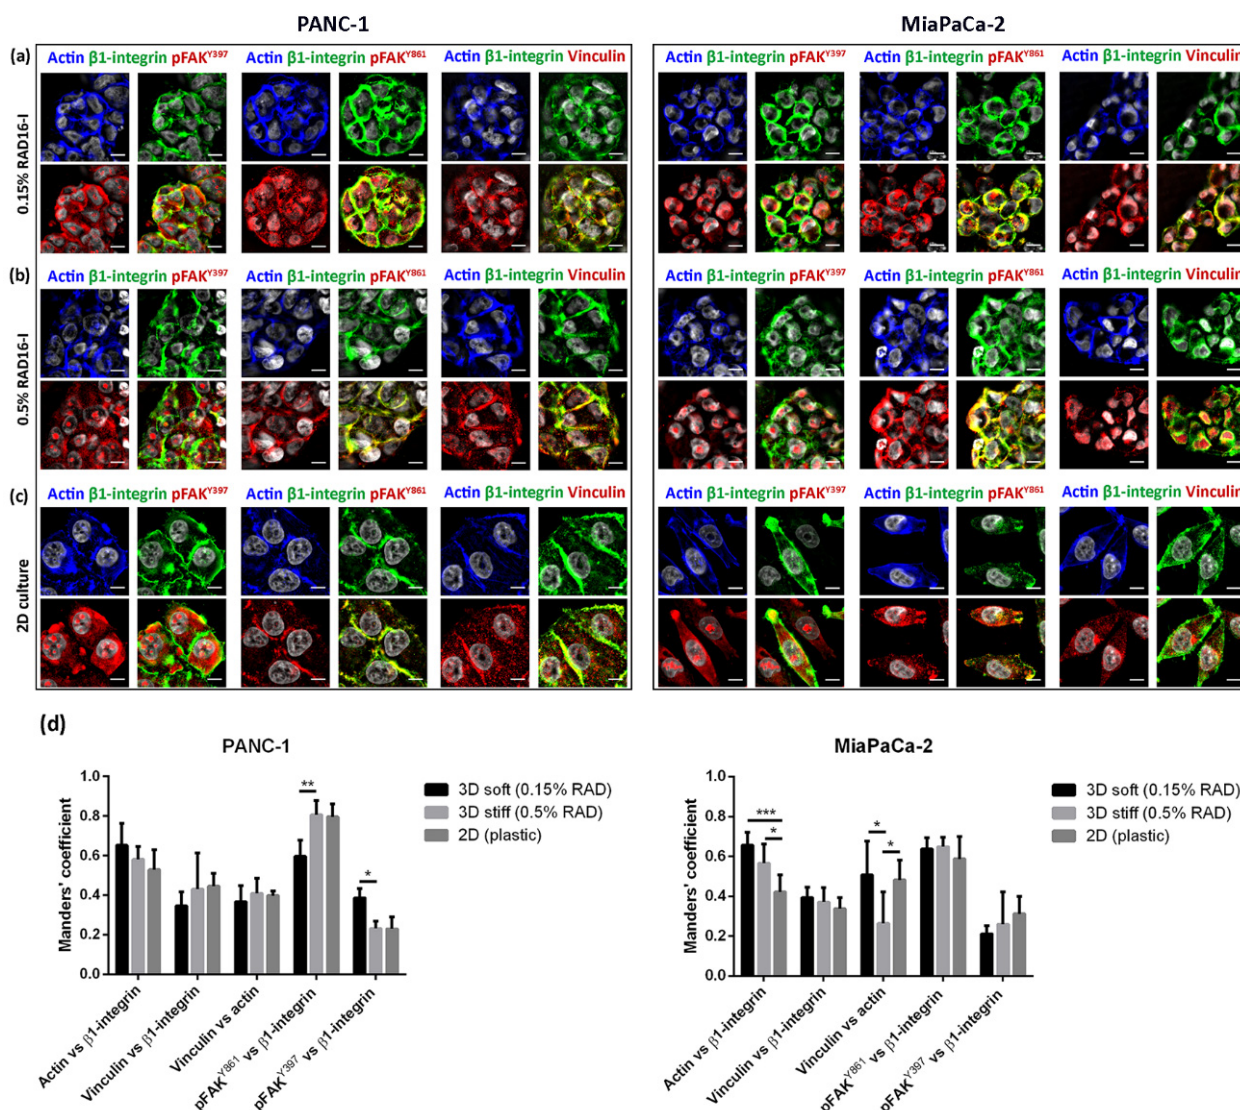 PANC-1 MiaPaCa-2
(a) Actin β1-integrin pFAKY397 Actin β1-integrin pFAKY861 Actin β1-integrin Vinculin Actin β1-integrin pFAKY397 Actin β1-integrin pFAKY861 Actin β1-integrin Vinculin
0.15% RAD16-I
(b) Actin β1-integrin pFAKY397 Actin β1-integrin pFAKY861 Actin β1-integrin Vinculin Actin β1-integrin pFAKY397 Actin β1-integrin pFAKY861 Actin β1-integrin Vinculin
0.5% RAD16-I
(c) Actin β1-integrin pFAKY397 Actin β1-integrin pFAKY861 Actin β1-integrin Vinculin Actin β1-integrin pFAKY397 Actin β1-integrin pFAKY861 Actin β1-integrin Vinculin
2D culture
(d)
PANC-1
Manders' coefficient
1.0
0.8
0.6
0.4
0.2
0.0
**
*
3D soft (0.15% RAD)
3D stiff (0.5% RAD)
2D (plastic)
Actin vs β1-integrin
Vinculin vs β1-integrin
Vinculin vs actin
pFAKY861 vs β1-integrin
pFAKY397 vs β1-integrin
MiaPaCa-2
Manders' coefficient
1.0
0.8
0.6
0.4
0.2
0.0
***
*
*
*
3D soft (0.15% RAD)
3D stiff (0.5% RAD)
2D (plastic)
Actin vs β1-integrin
Vinculin vs β1-integrin
Vinculin vs actin
pFAKY861 vs β1-integrin
pFAKY397 vs β1-integrin